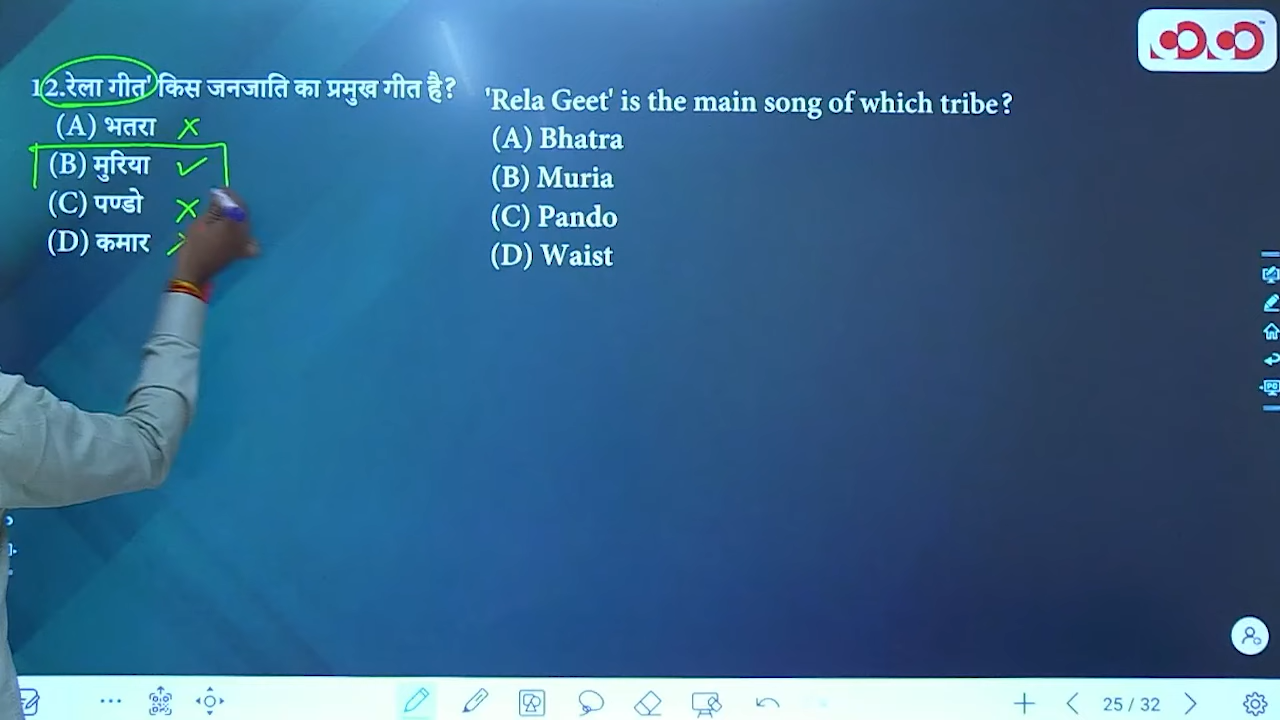 12.रेला गीत' किस जनजाति का प्रमुख गीत है?
(A) भतरा
(B) मुरिया
(C) पण्डो
(D) कमार
'Rela Geet' is the main song of which tribe?
(A) Bhatra
(B) Muria
(C) Pando
(D) Waist
25 / 32